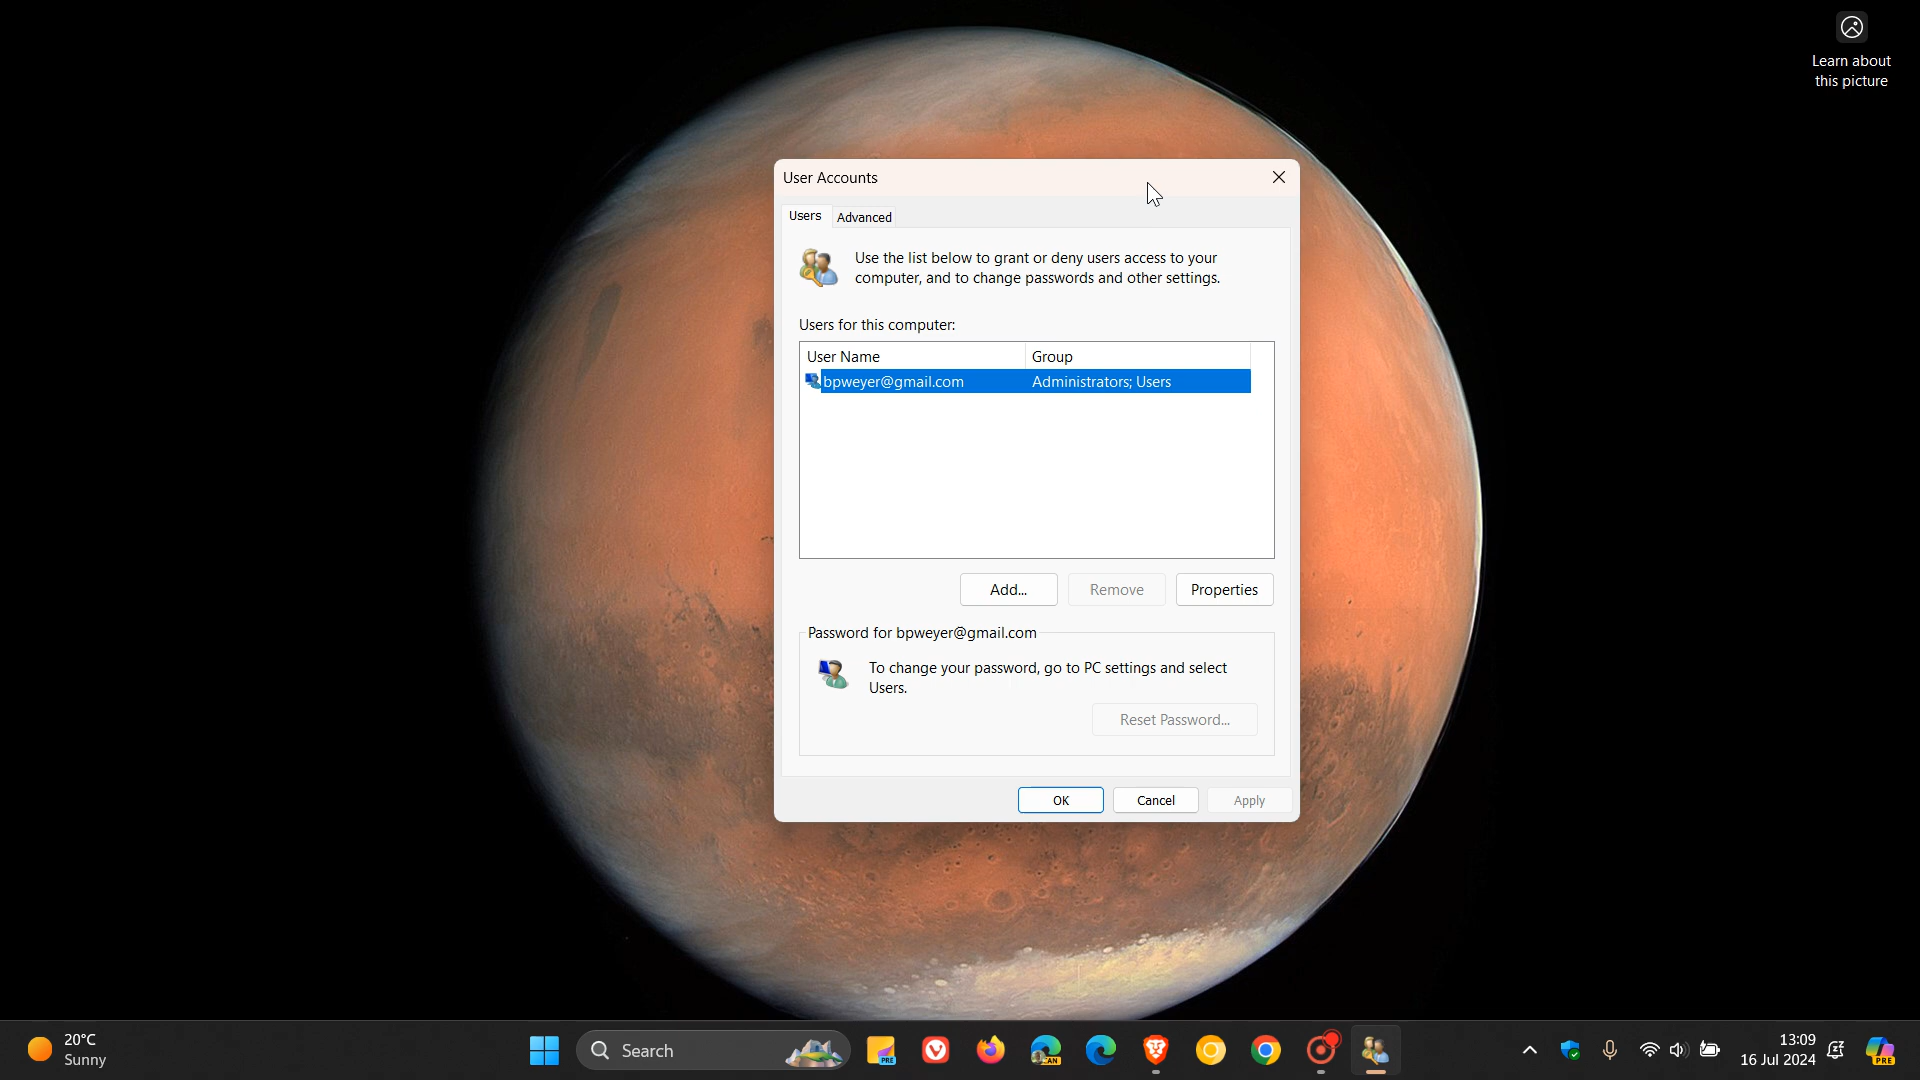 Learn about
this picture
User Accounts
Users
Advanced
Use the list below to grant or deny users access to your
computer, and to change passwords and other settings.
Users for this computer:
User Name Group
bpweyer@gmail.com Administrators; Users
Add... Remove Properties
Password for bpweyer@gmail.com
To change your password, go to PC settings and select
Users.
Reset Password...
OK Cancel Apply
20°C
Sunny
Search
PRE
CAN
13:09
16 Jul 2024
PRE